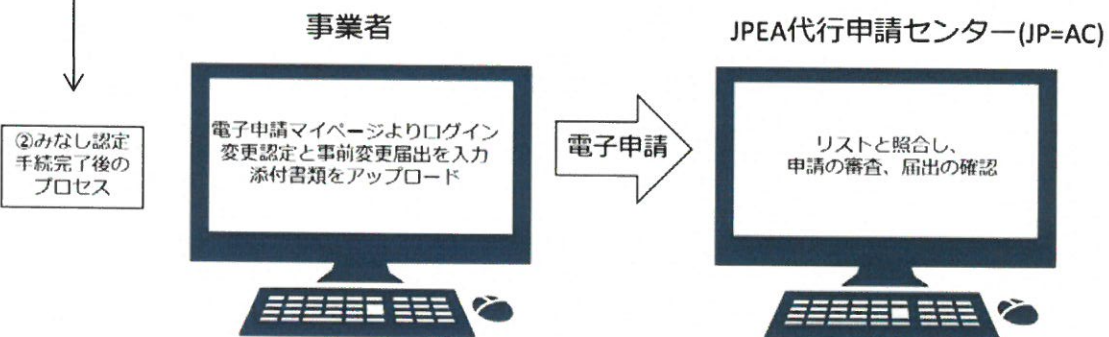 事業者
JPEA代行申請センター(JP=AC)
②みなし認定
手続完了後の
プロセス
電子申請マイページよりログイン
変更認定と事前変更届出を入力
添付書類をアップロード
電子申請
リストと照合し、
申請の審査、届出の確認